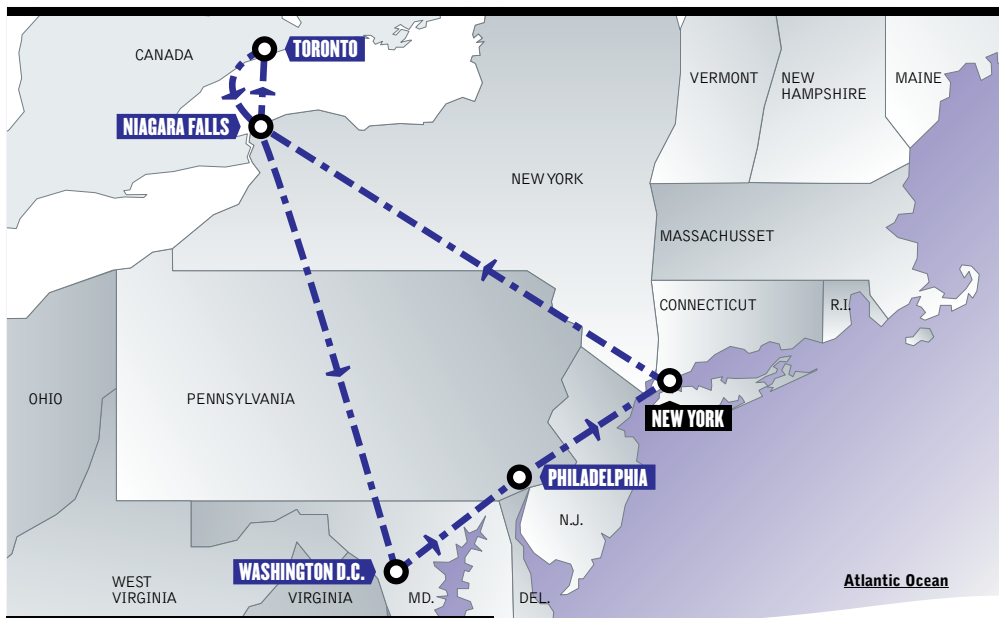 CANADA
TORONTO
VERMONT
NEW
HAMPSHIRE
MAINE
NIAGARA FALLS
NEW YORK
MASSACHUSSET
CONNECTICUT
R.I.
OHIO
PENNSYLVANIA
NEW YORK
PHILADELPHIA
N.J.
WASHINGTON D.C.
WEST
VIRGINIA
VIRGINIA
MD.
DEL.
Atlantic Ocean